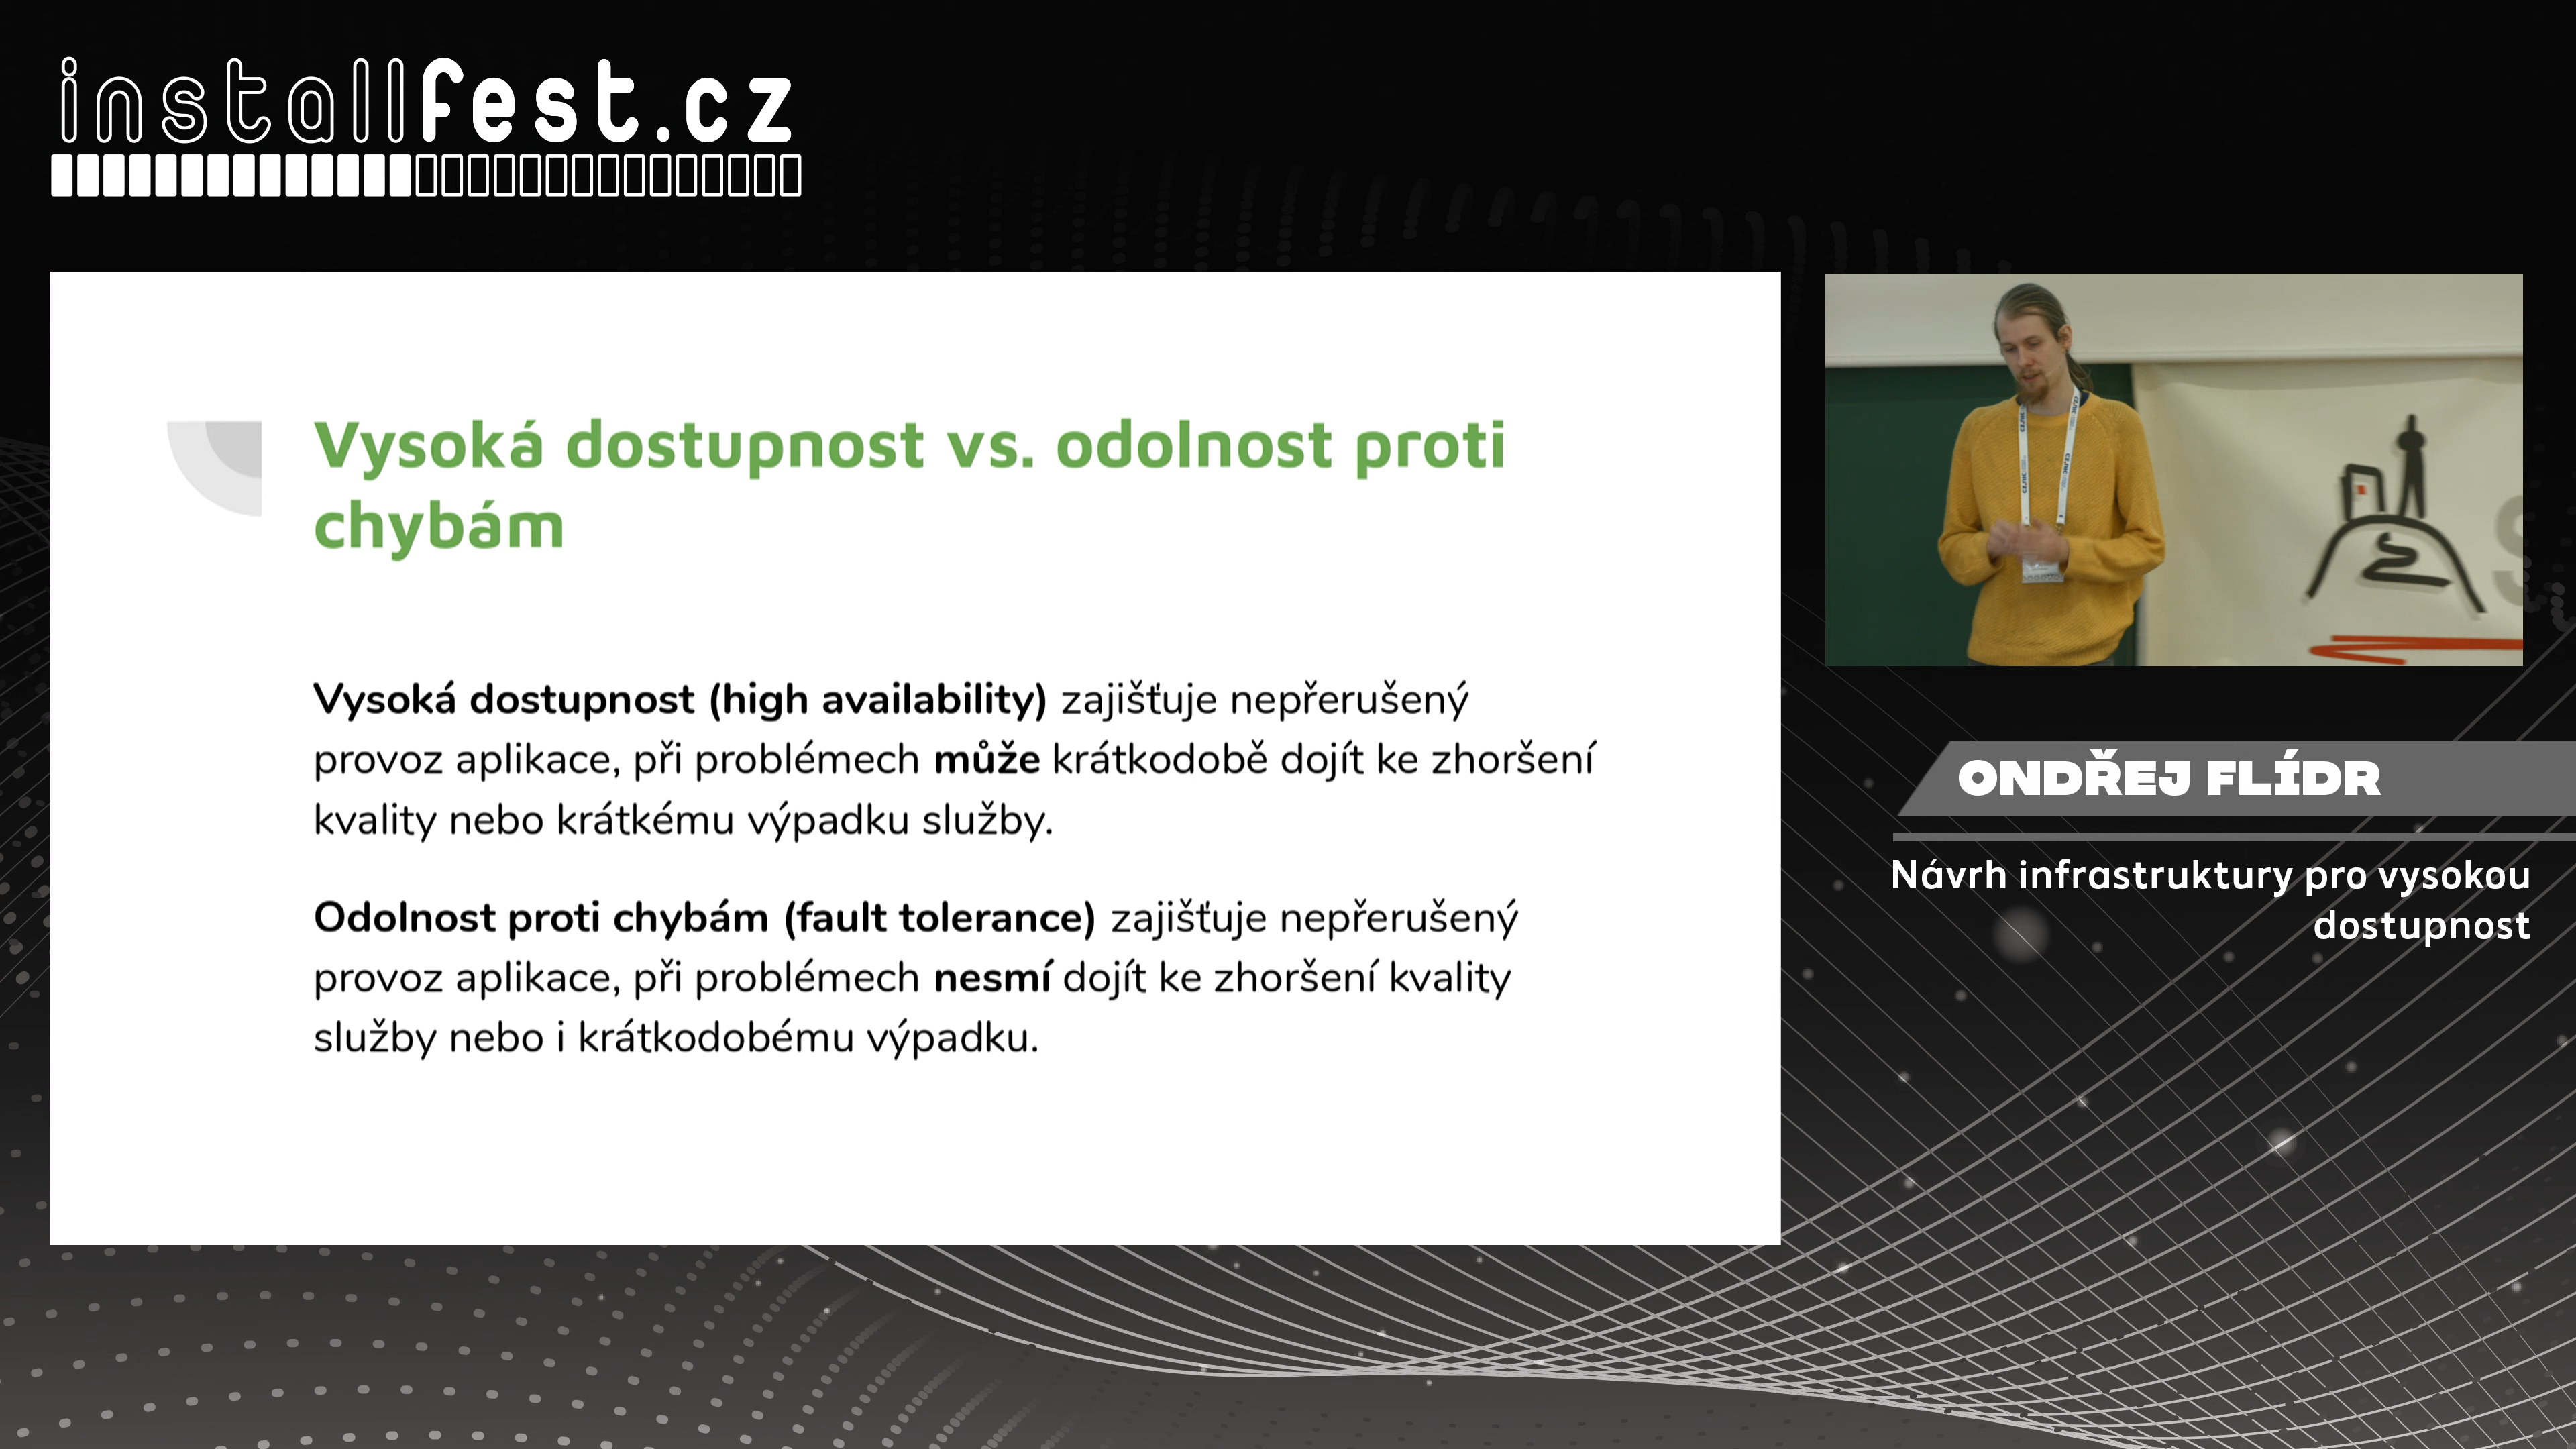 installfest.cz
Vysoká dostupnost vs. odolnost proti
chybám
Vysoká dostupnost (high availability) zajišťuje nepřerušený
provoz aplikace, při problémech může krátkodobě dojít ke zhoršení
kvality nebo krátkému výpadku služby.
Odolnost proti chybám (fault tolerance) zajišťuje nepřerušený
provoz aplikace, při problémech nesmí dojít ke zhoršení kvality
služby nebo i krátkodobému výpadku.
ONDŘEJ FLÍDR
Návrh infrastruktury pro vysokou
dostupnost